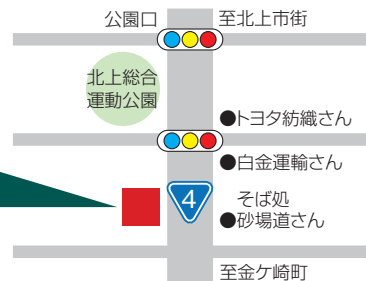 公園口
至北上市街
北上総合
運動公園
●トヨタ紡織さん
●白金運輸さん
4
そば処
●砂場道さん
至金ケ崎町